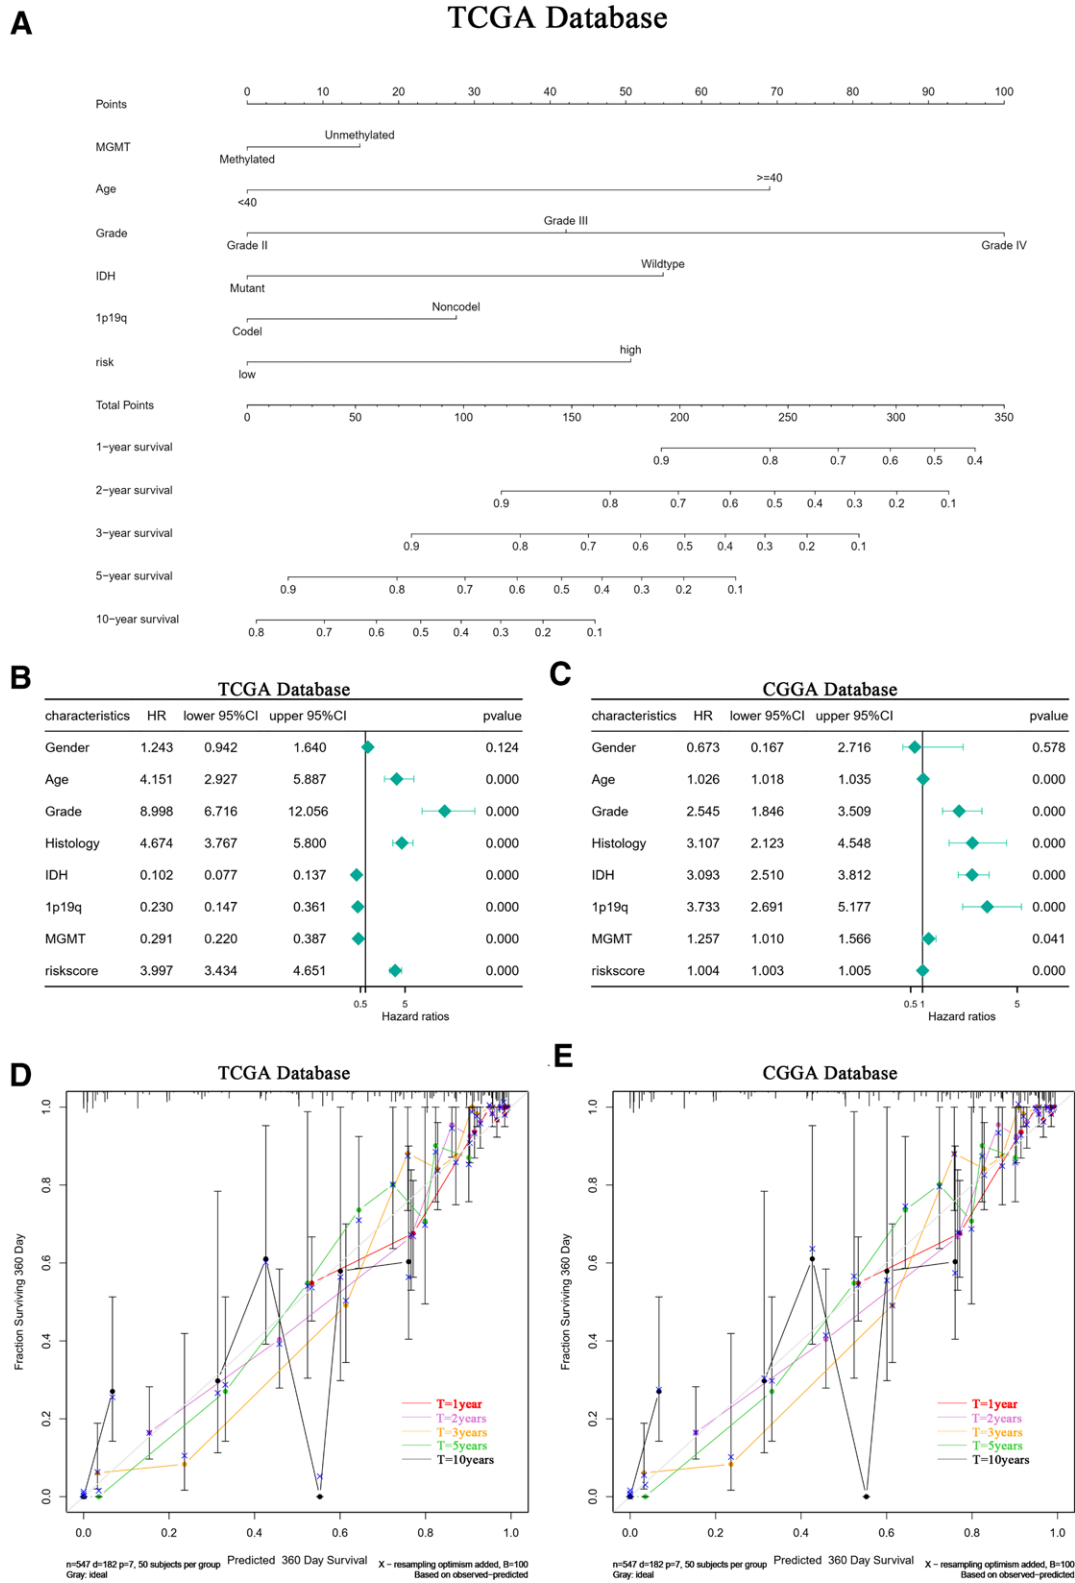 A
TCGA Database
Points
0 10 20 30 40 50 60 70 80 90 100
MGMT
Unmethylated
Methylated
Age
>=40
<40
Grade
Grade III
Grade II
Grade IV
IDH
Wildtype
Mutant
1p19q
Noncodel
Codel
risk
high
low
Total Points
0 50 100 150 200 250 300 350
1−year survival
0.9 0.8 0.7 0.6 0.5 0.4
2−year survival
0.9 0.8 0.7 0.6 0.5 0.4 0.3 0.2 0.1
3−year survival
0.9 0.8 0.7 0.6 0.5 0.4 0.3 0.2 0.1
5−year survival
0.9 0.8 0.7 0.6 0.5 0.4 0.3 0.2 0.1
10−year survival
0.8 0.7 0.6 0.5 0.4 0.3 0.2 0.1
B
TCGA Database
characteristics HR lower 95%CI upper 95%CI pvalue
Gender 1.243 0.942 1.640 0.124
Age 4.151 2.927 5.887 0.000
Grade 8.998 6.716 12.056 0.000
Histology 4.674 3.767 5.800 0.000
IDH 0.102 0.077 0.137 0.000
1p19q 0.230 0.147 0.361 0.000
MGMT 0.291 0.220 0.387 0.000
riskscore 3.997 3.434 4.651 0.000
0.5 5
Hazard ratios
C
CGGA Database
characteristics HR lower 95%CI upper 95%CI pvalue
Gender 0.673 0.167 2.716 0.578
Age 1.026 1.018 1.035 0.000
Grade 2.545 1.846 3.509 0.000
Histology 3.107 2.123 4.548 0.000
IDH 3.093 2.510 3.812 0.000
1p19q 3.733 2.691 5.177 0.000
MGMT 1.257 1.010 1.566 0.041
riskscore 1.004 1.003 1.005 0.000
0.5 1 5
Hazard ratios
D
TCGA Database
Fraction Surviving 360 Day
1.0
0.8
0.6
0.4
0.2
0.0
T=1year
T=2years
T=3years
T=5years
T=10years
0.0 0.2 0.4 0.6 0.8 1.0
Predicted 360 Day Survival
n=547 d=182 p=7, 50 subjects per group
Gray: ideal
X − resampling optimism added, B=100
Based on observed−predicted
E
CGGA Database
Fraction Surviving 360 Day
1.0
0.8
0.6
0.4
0.2
0.0
T=1year
T=2years
T=3years
T=5years
T=10years
0.0 0.2 0.4 0.6 0.8 1.0
Predicted 360 Day Survival
n=547 d=182 p=7, 50 subjects per group
Gray: ideal
X − resampling optimism added, B=100
Based on observed−predicted